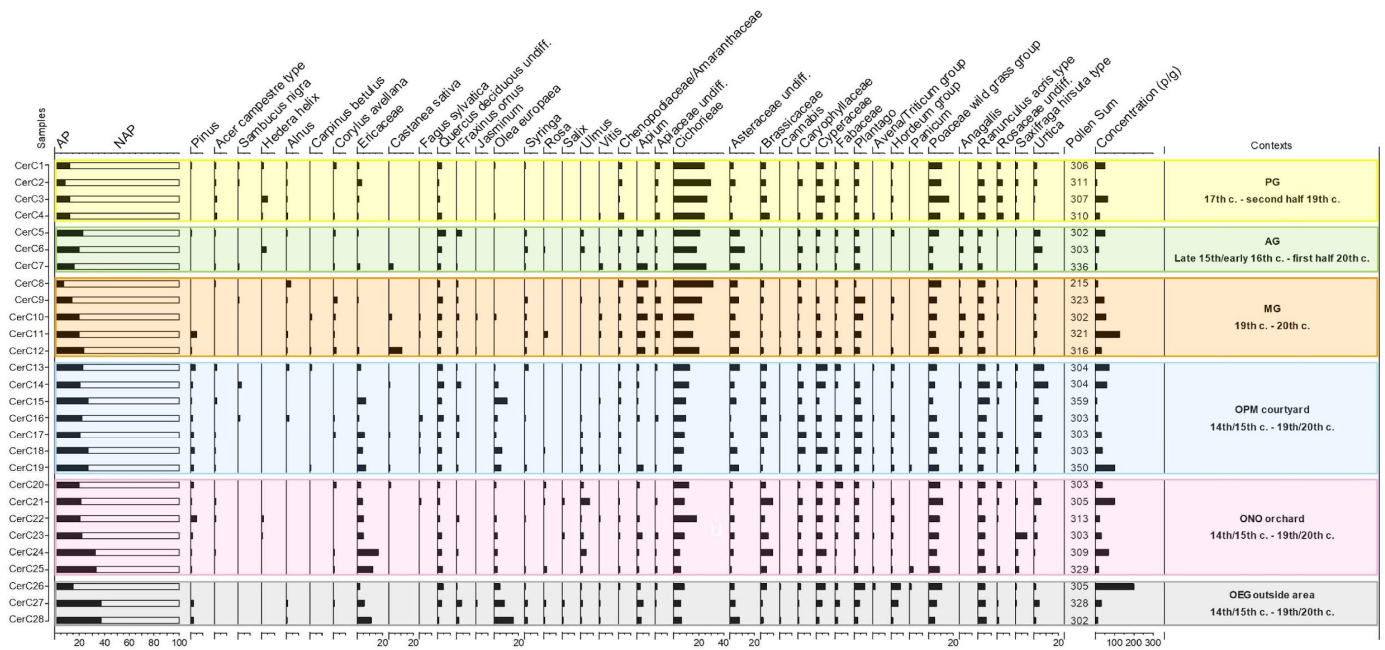 Samples
AP
NAP
Pinus
Acer campestre type
Sambucus nigra
Hedera helix
Alnus
Carpinus betulus
Corylus avellana
Ericaceae
Castanea sativa
Fagus sylvatica
Quercus deciduous undiff.
Fraxinus ornus
Jasminum
Olea europaea
Syringa
Rosa
Salix
Ulmus
Vitis
Chenopodiaceae/Amaranthaceae
Apium
Apiaceae undiff.
Cichorieae
Asteraceae undiff.
Brassicaceae
Cannabis
Caryophyllaceae
Cyperaceae
Fabaceae
Plantago
Avena/Triticum group
Hordeum group
Panicum
Poaceae wild grass group
Anagallis
Ranunculus acris type
Rosaceae undiff.
Saxifraga hirsuta type
Urtica
Pollen Sum
Concentration (p/g)
Contexts
CerC1 306
CerC2 311
CerC3 307
CerC4 310
PG
17th c. - second half 19th c.
CerC5 302
CerC6 303
CerC7 336
AG
Late 15th/early 16th c. - first half 20th c.
CerC8 215
CerC9 323
CerC10 302
CerC11 321
CerC12 316
MG
19th c. - 20th c.
CerC13 304
CerC14 304
CerC15 359
CerC16 303
CerC17 303
CerC18 303
CerC19 350
OPM courtyard
14th/15th c. - 19th/20th c.
CerC20 303
CerC21 305
CerC22 313
CerC23 303
CerC24 309
CerC25 329
ONO orchard
14th/15th c. - 19th/20th c.
CerC26 305
CerC27 328
CerC28 302
OEG outside area
14th/15th c. - 19th/20th c.
20 40 60 80 100 20 20 20 20 40 20 20 20 100 200 300